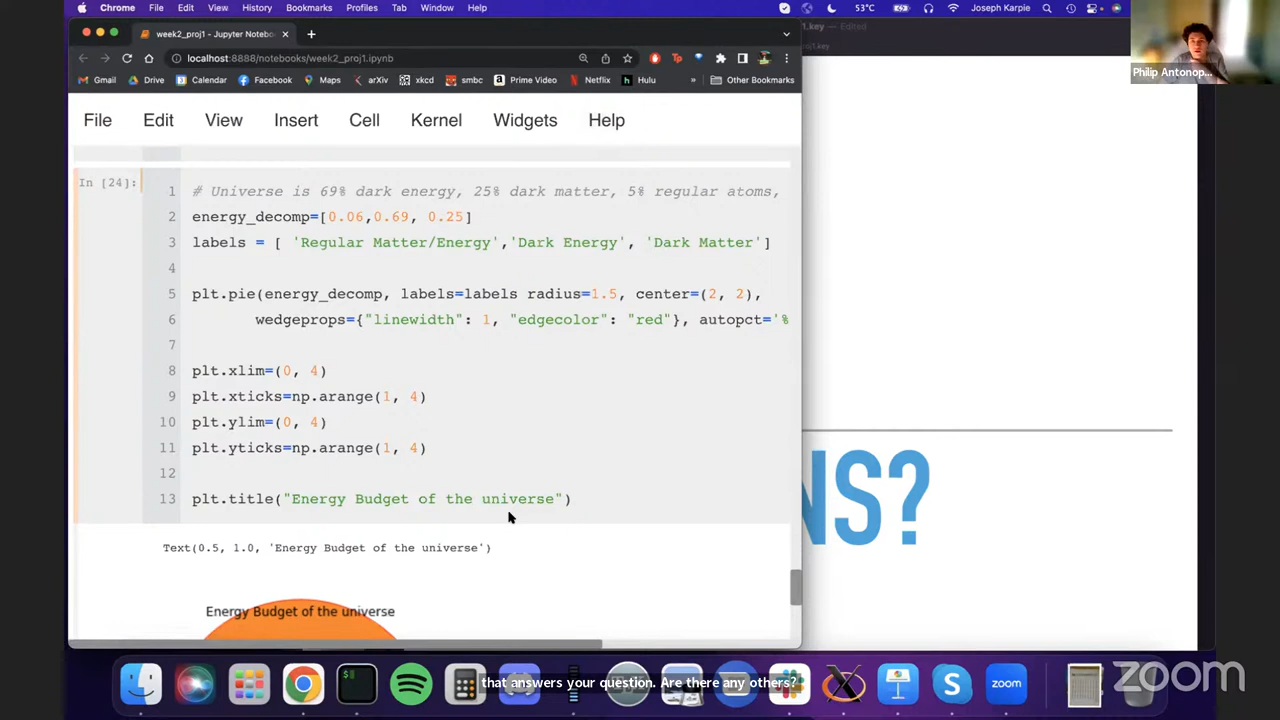 Chrome File Edit View History Bookmarks Profiles Tab Window Help 53°C Joseph Karpie
1.key — Edited
week2_proj1 - Jupyter Notebo
localhost:8888/notebooks/week2_proj1.ipynb
Gmail Drive Calendar Facebook Maps arXiv xkcd smbc Prime Video Netflix Hulu » Other Bookmarks
File Edit View Insert Cell Kernel Widgets Help
In [24]:
1 # Universe is 69% dark energy, 25% dark matter, 5% regular atoms,
2 energy_decomp=[0.06,0.69, 0.25]
3 labels = [ 'Regular Matter/Energy','Dark Energy', 'Dark Matter']
4
5 plt.pie(energy_decomp, labels=labels radius=1.5, center=(2, 2),
6 wedgeprops={"linewidth": 1, "edgecolor": "red"}, autopct='%
7
8 plt.xlim=(0, 4)
9 plt.xticks=np.arange(1, 4)
10 plt.ylim=(0, 4)
11 plt.yticks=np.arange(1, 4)
12
13 plt.title("Energy Budget of the universe")
Text(0.5, 1.0, 'Energy Budget of the universe')
Energy Budget of the universe
NS?
Philip Antonop...
that answers your question. Are there any others?
zoom
zoom